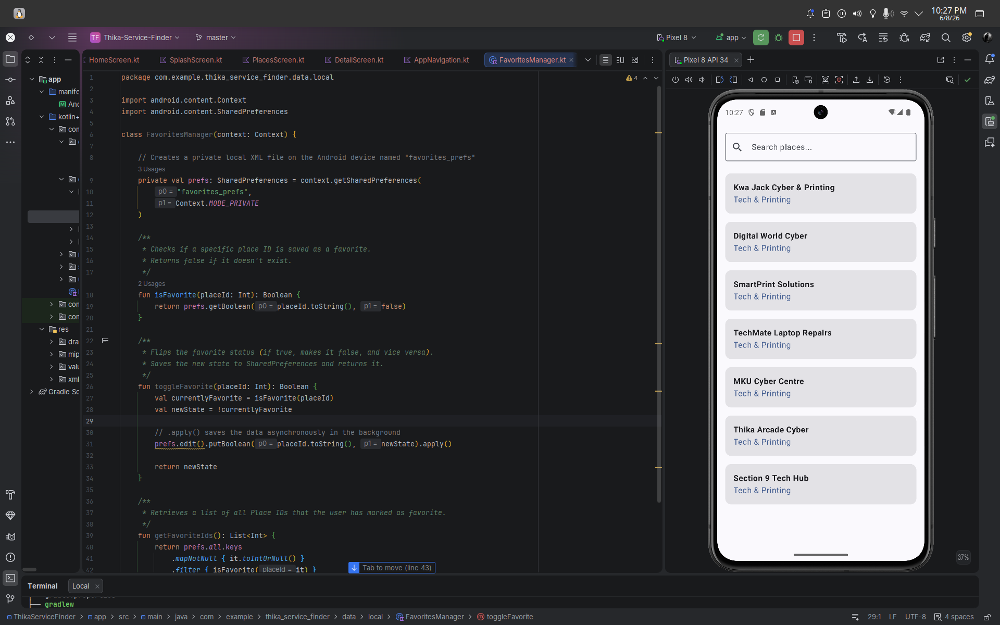 10:27 PM
6/8/26
TF Thika-Service-Finder
master
Pixel 8
app
HomeScreen.kt
SplashScreen.kt
PlacesScreen.kt
DetailScreen.kt
AppNavigation.kt
FavoritesManager.kt
Pixel 8 API 34
app
manife
M And
kotlin+
com
com
com
res
dra
mip
valu
xml
Gradle Sc
4
1 package com.example.thika_service_finder.data.local
2
3 import android.content.Context
4 import android.content.SharedPreferences
5
6 class FavoritesManager(context: Context) {
7
8 // Creates a private local XML file on the Android device named "favorites_prefs"
3 Usages
9 private val prefs: SharedPreferences = context.getSharedPreferences(
10 p0 = "favorites_prefs",
11 p1 = Context.MODE_PRIVATE
12 )
13
14 /**
15 * Checks if a specific place ID is saved as a favorite.
16 * Returns false if it doesn't exist.
17 */
2 Usages
18 fun isFavorite(placeId: Int): Boolean {
19 return prefs.getBoolean( p0 = placeId.toString(), p1 = false)
20 }
21
22 /**
23 * Flips the favorite status (if true, makes it false, and vice versa).
24 * Saves the new state to SharedPreferences and returns it.
25 */
26 fun toggleFavorite(placeId: Int): Boolean {
27 val currentlyFavorite = isFavorite(placeId)
28 val newState = !currentlyFavorite
29
30 // .apply() saves the data asynchronously in the background
31 prefs.edit().putBoolean( p0 = placeId.toString(), p1 = newState).apply()
32
33 return newState
34 }
35
36 /**
37 * Retrieves a list of all Place IDs that the user has marked as favorite.
38 */
39 fun getFavoriteIds(): List<Int> {
40 return prefs.all.keys
41 .mapNotNull { it.toIntOrNull() }
42 .filter { isFavorite( placeId = it) }
Tab to move (line 43)
10:27
Search places...
Kwa Jack Cyber & Printing
Tech & Printing
Digital World Cyber
Tech & Printing
SmartPrint Solutions
Tech & Printing
TechMate Laptop Repairs
Tech & Printing
MKU Cyber Centre
Tech & Printing
Thika Arcade Cyber
Tech & Printing
Section 9 Tech Hub
Tech & Printing
37%
Terminal
Local
├── gradlew
ThikaServiceFinder > app > src > main > java > com > example > thika_service_finder > data > local > FavoritesManager > toggleFavorite
29:1 LF UTF-8 4 spaces